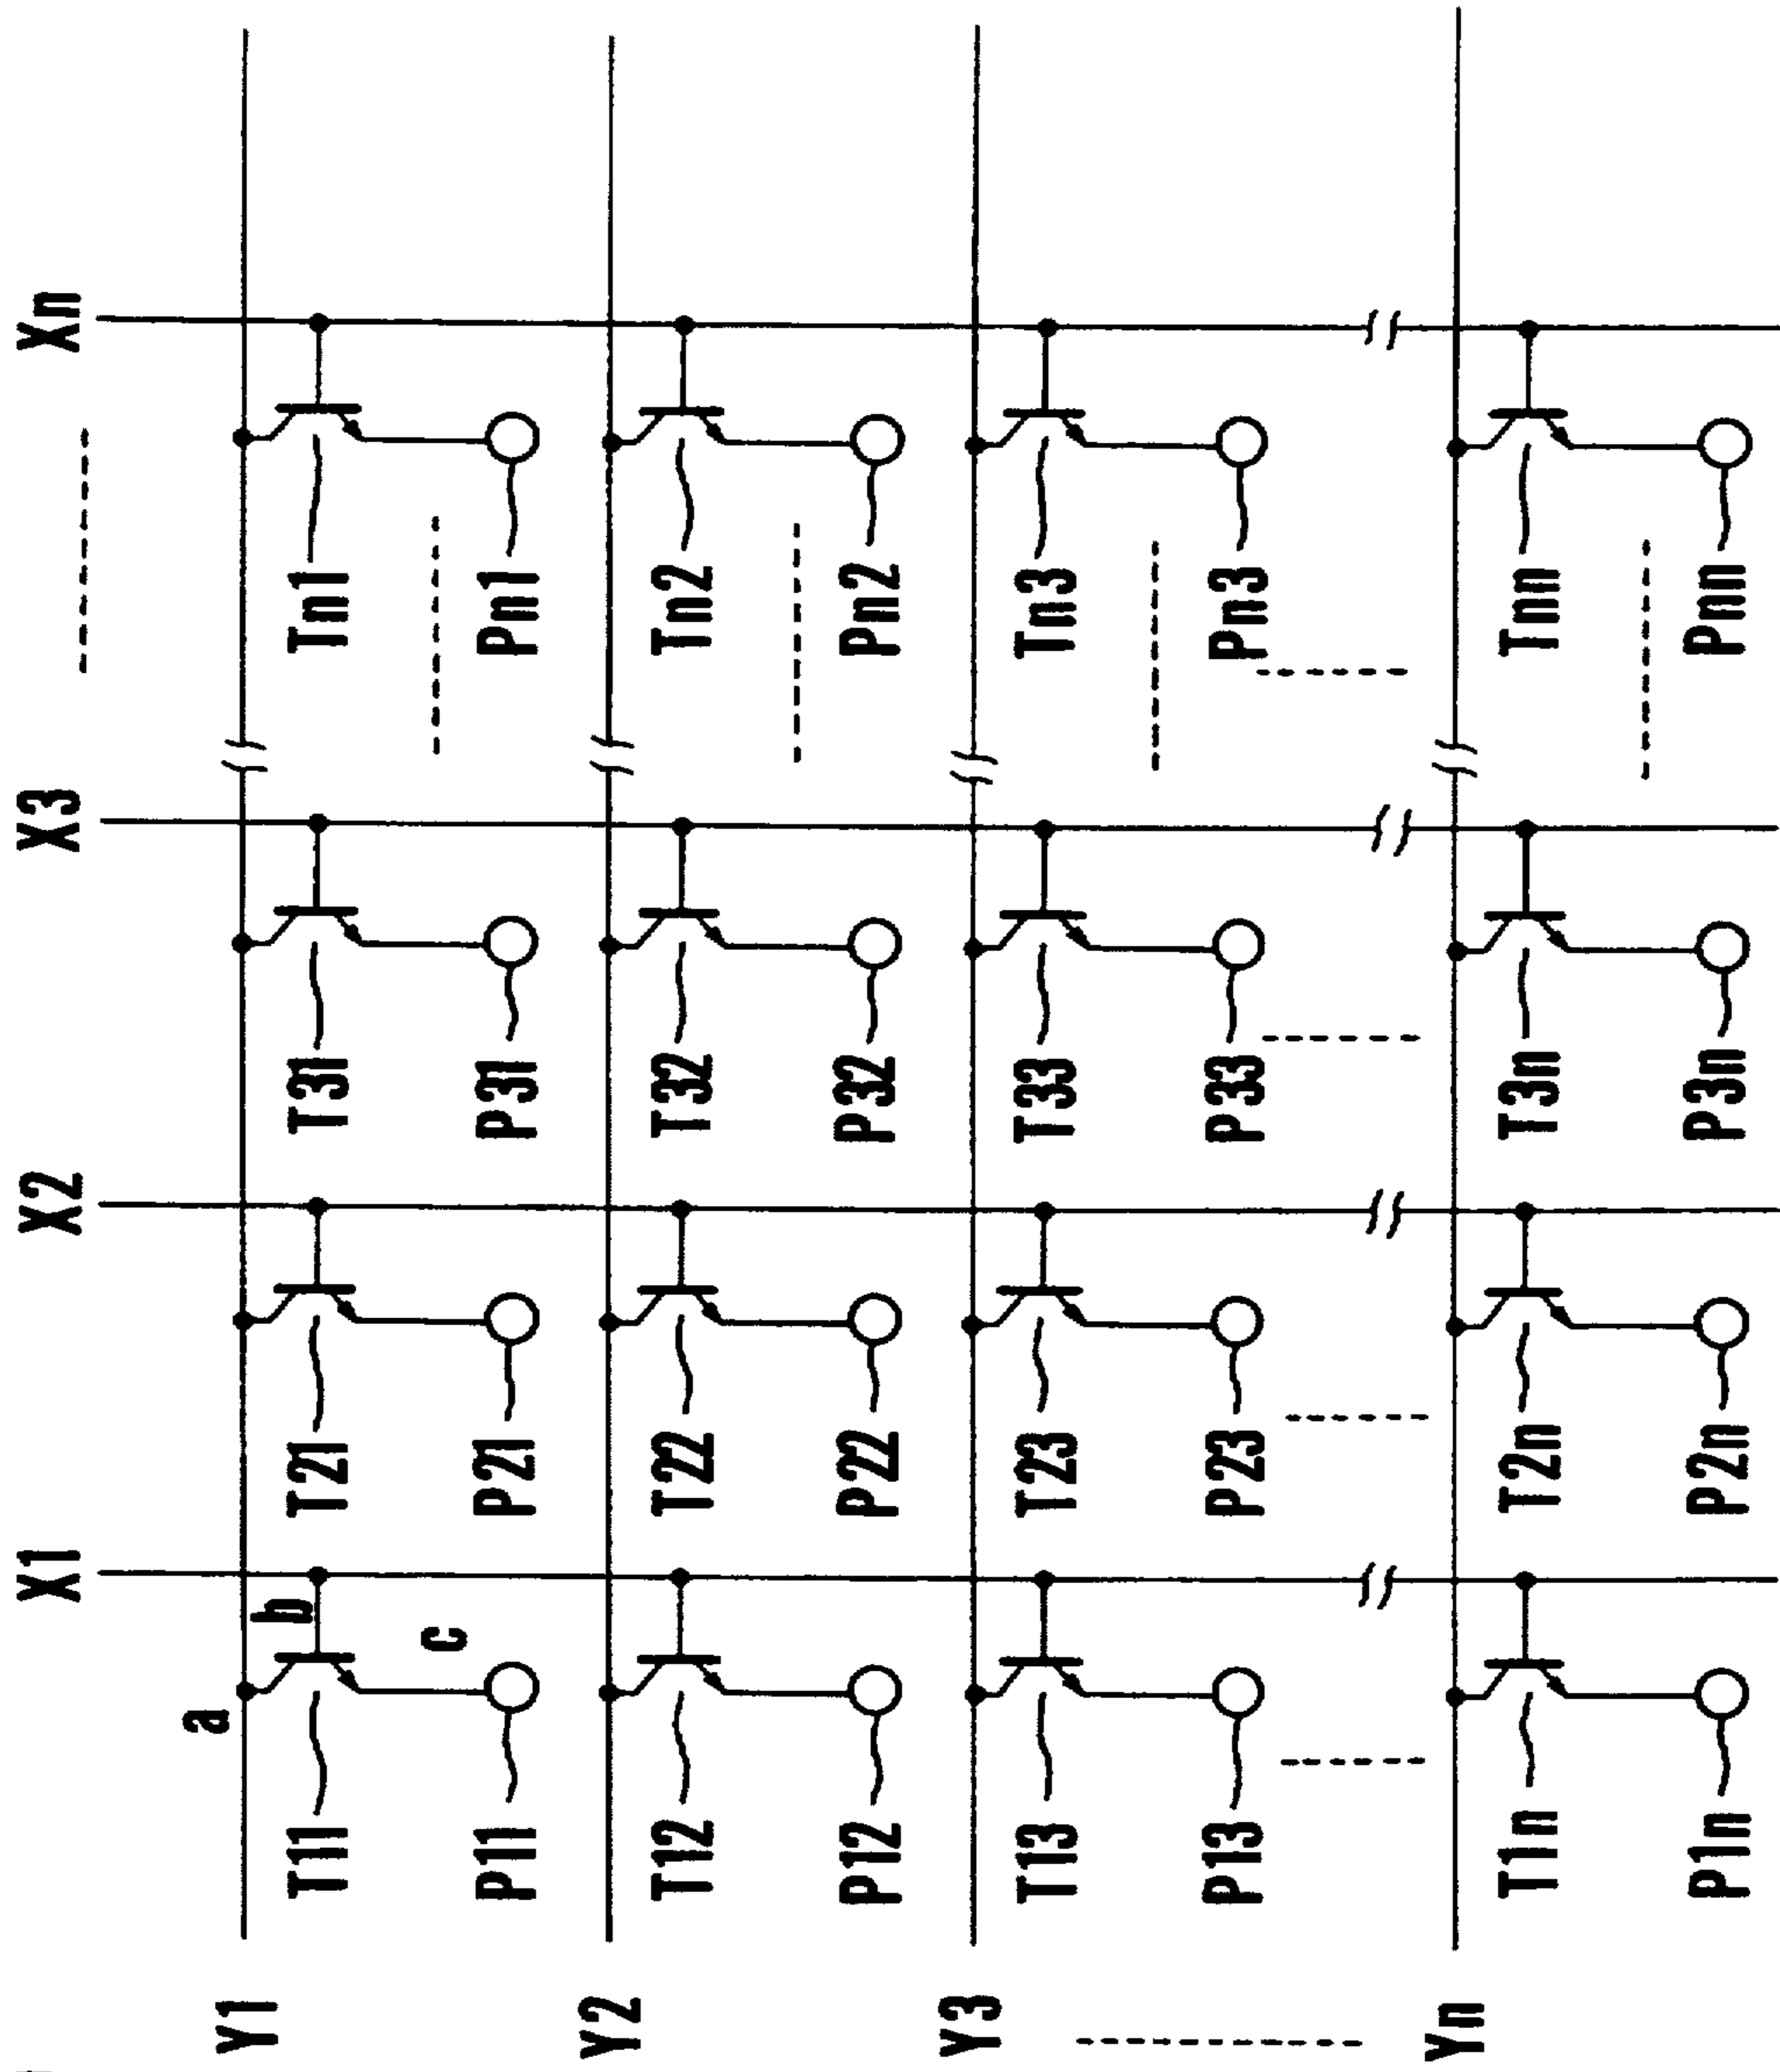 X1 X2 X3 Xn
a
Y1
b
T11 T21 T31 Tn1
c
P11 P21 P31 Pn1
Y2
T12 T22 T32 Tn2
P12 P22 P32 Pn2
Y3
T13 T23 T33 Tn3
P13 P23 P33 Pn3
Yn
T1n T2n T3n Tnn
P1n P2n P3n Pnn